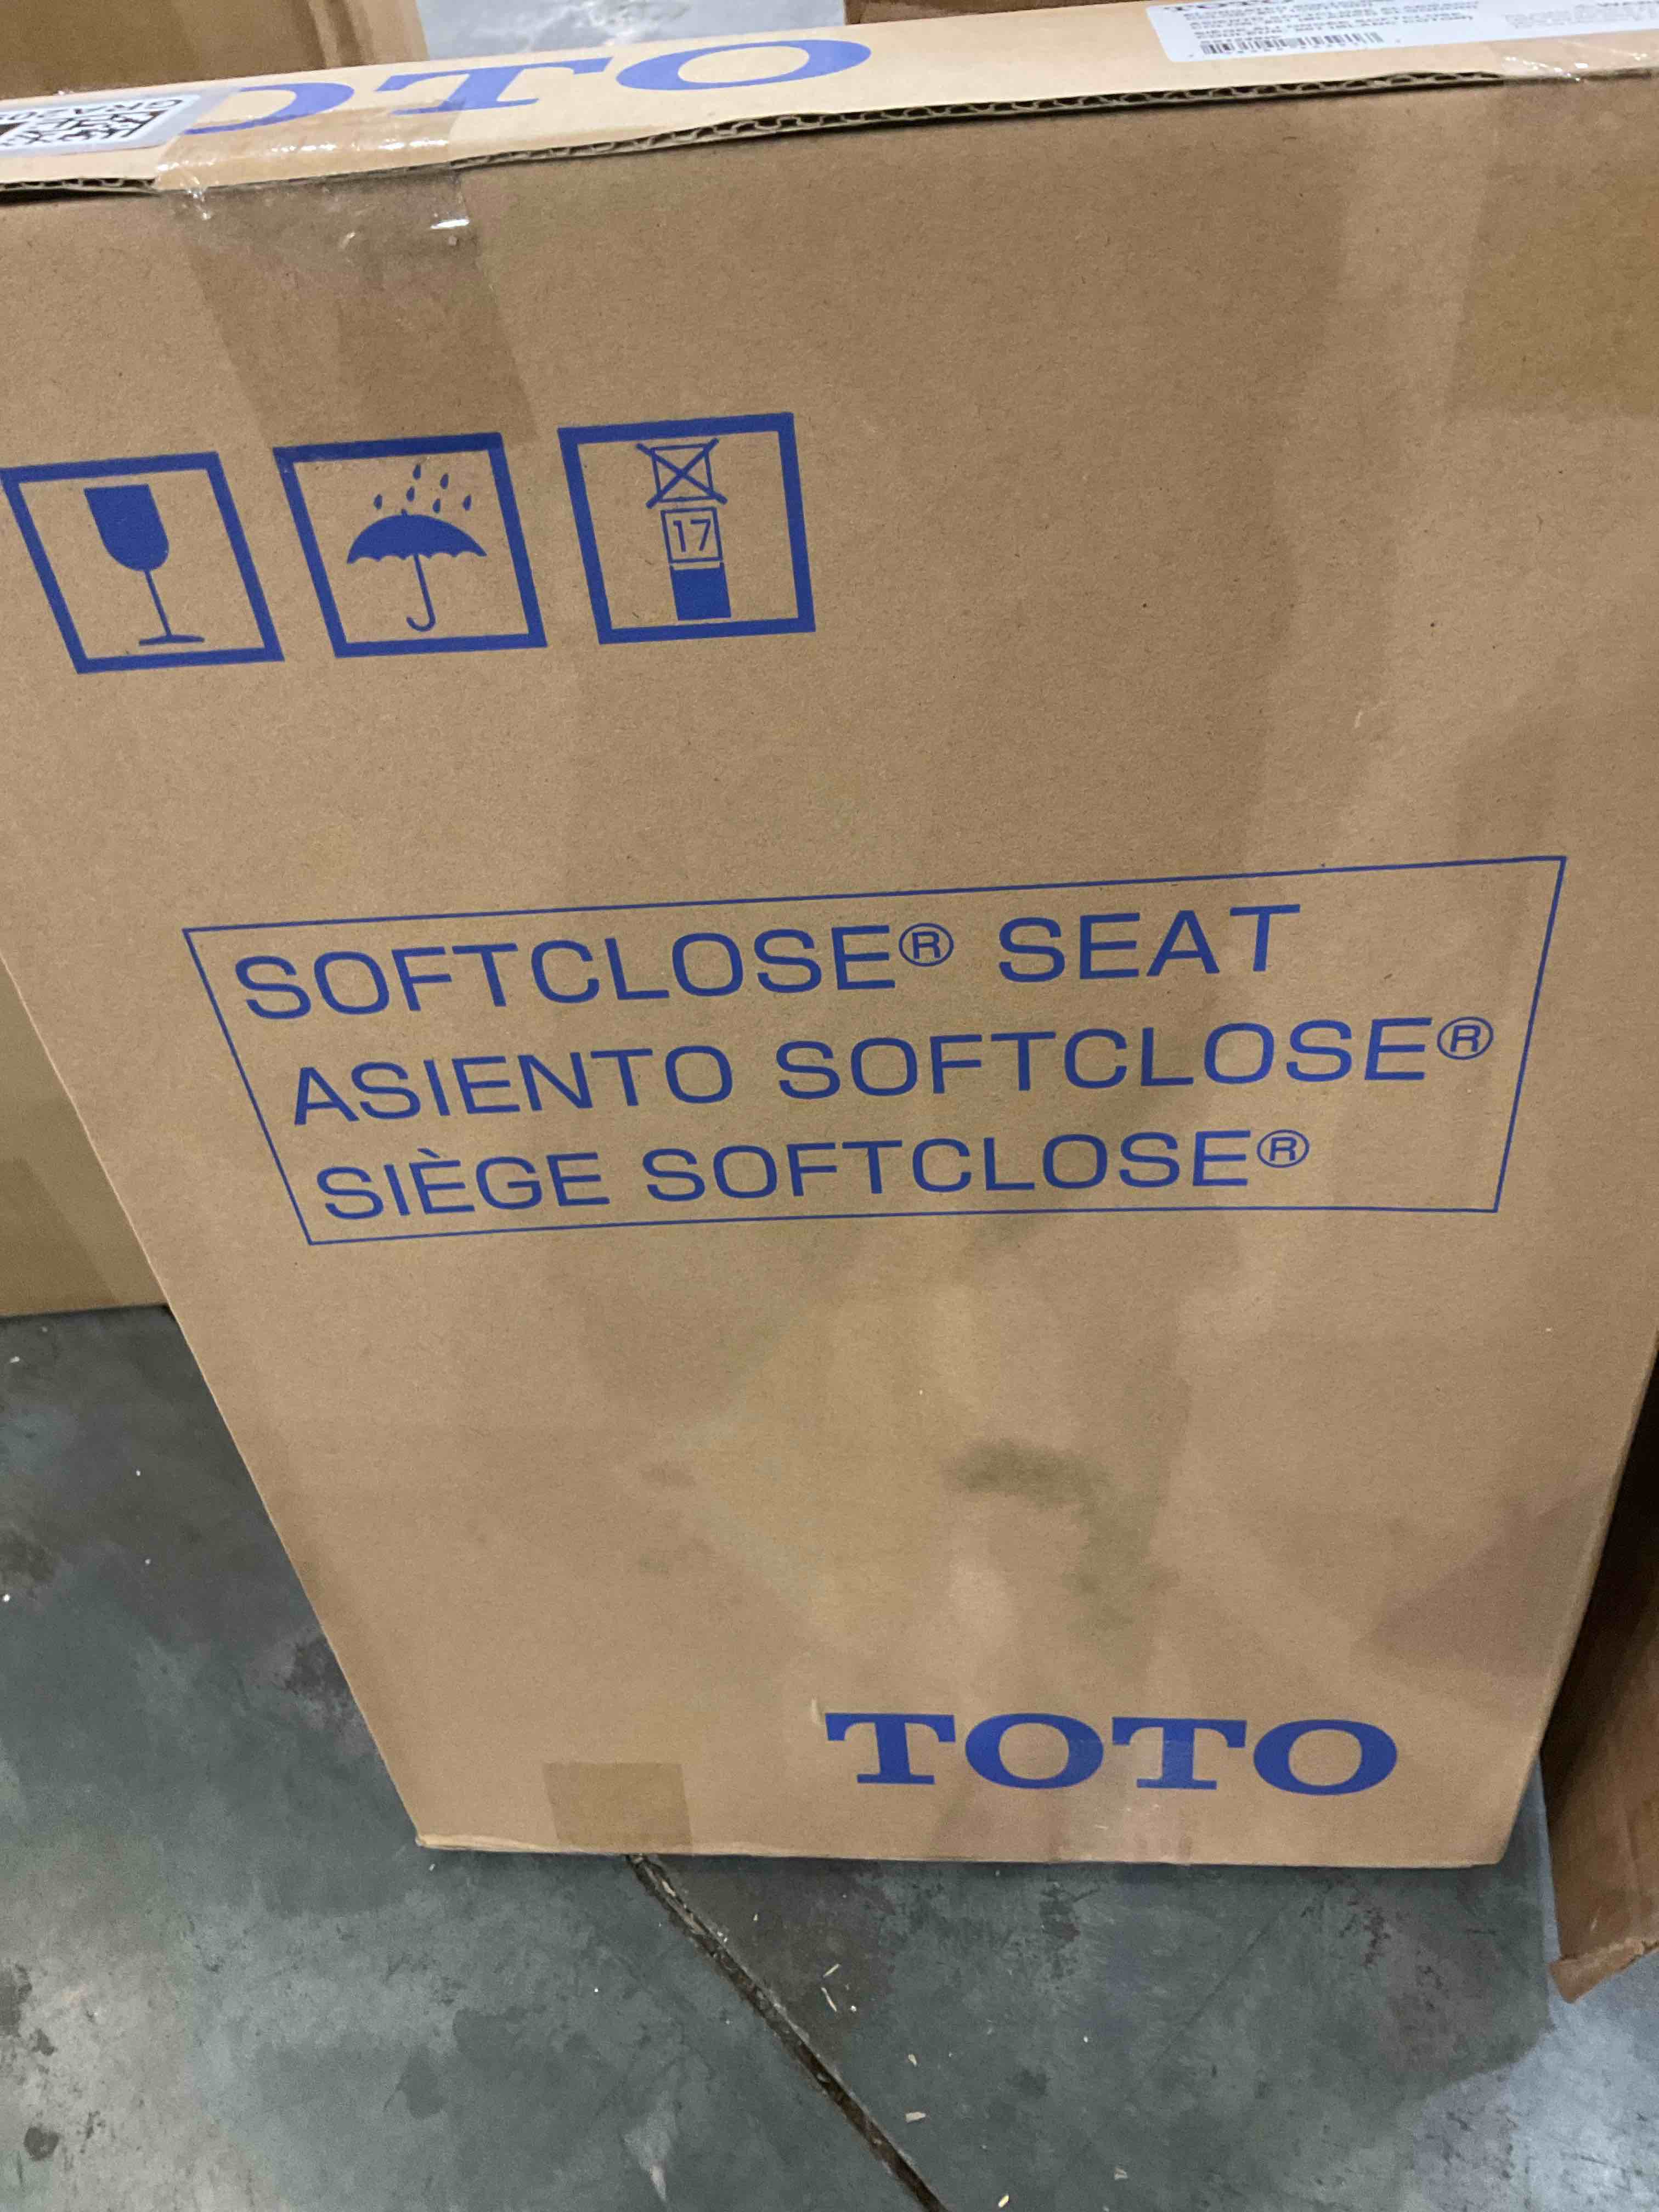 TOTO
17
SOFTCLOSE® SEAT
ASIENTO SOFTCLOSE®
SIÈGE SOFTCLOSE®
TOTO